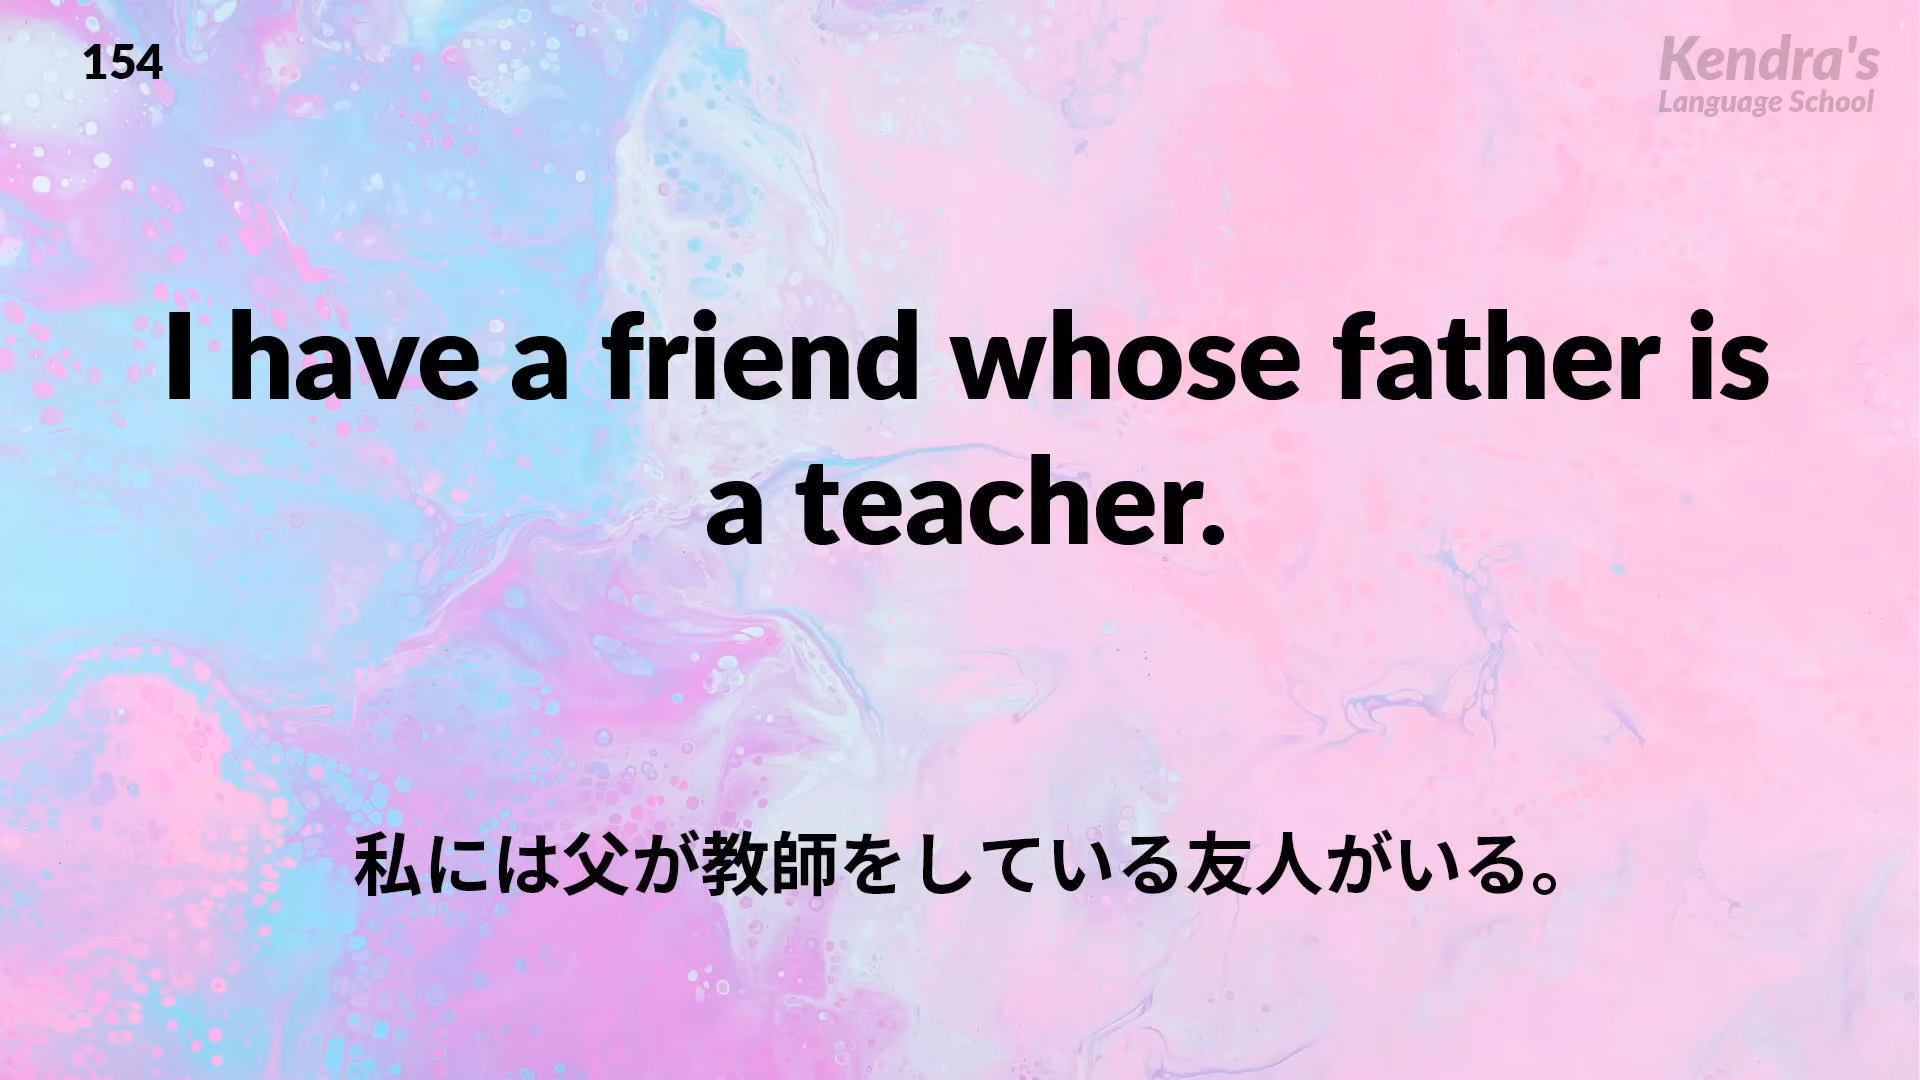 154
Kendra's
Language School
I have a friend whose father is
a teacher.
私には父が教師をしている友人がいる。